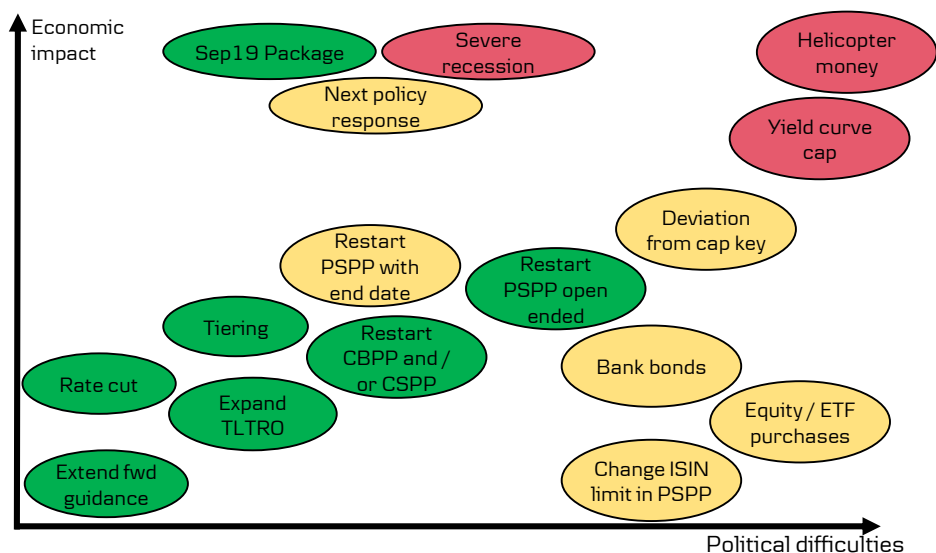 Economic
impact
Sep19 Package
Severe
recession
Helicopter
money
Next policy
response
Yield curve
cap
Deviation
from cap key
Restart
PSPP with
end date
Restart
PSPP open
ended
Tiering
Restart
CBPP and /
or CSPP
Bank bonds
Rate cut
Expand
TLTRO
Equity / ETF
purchases
Extend fwd
guidance
Change ISIN
limit in PSPP
Political difficulties